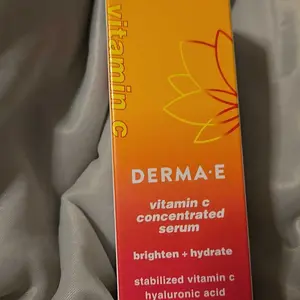 vitamin c
DERMA·E
vitamin c
concentrated
serum
brighten + hydrate
stabilized vitamin c
hyaluronic acid